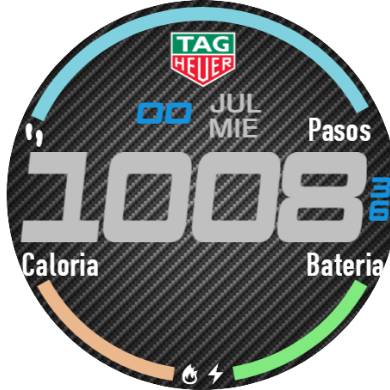 TAG
HEUER
00 JUL
MIE
Pasos
1008
Caloria
Bateria